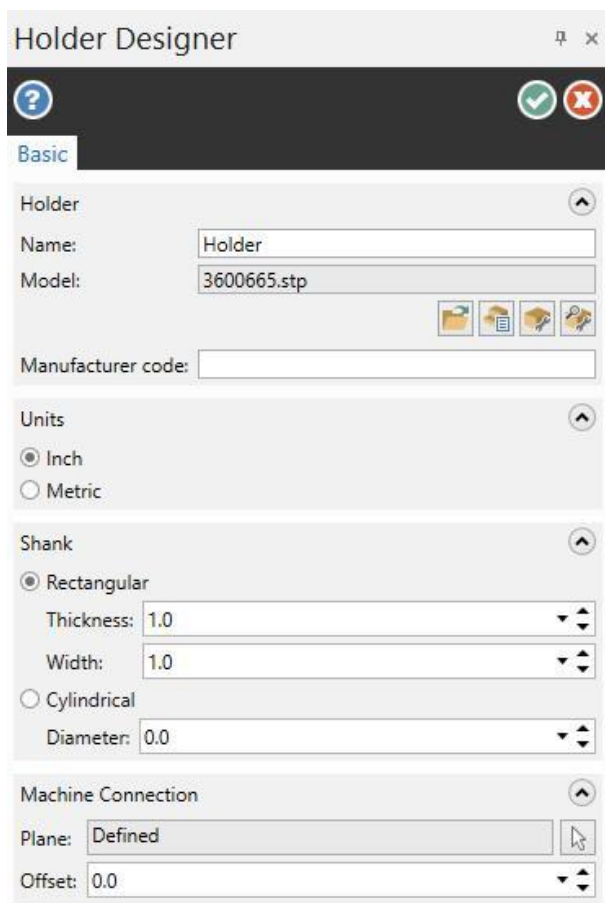 Holder Designer
Basic
Holder
Name: Holder
Model: 3600665.stp
Manufacturer code:
Units
Inch
Metric
Shank
Rectangular
Thickness: 1.0
Width: 1.0
Cylindrical
Diameter: 0.0
Machine Connection
Plane: Defined
Offset: 0.0